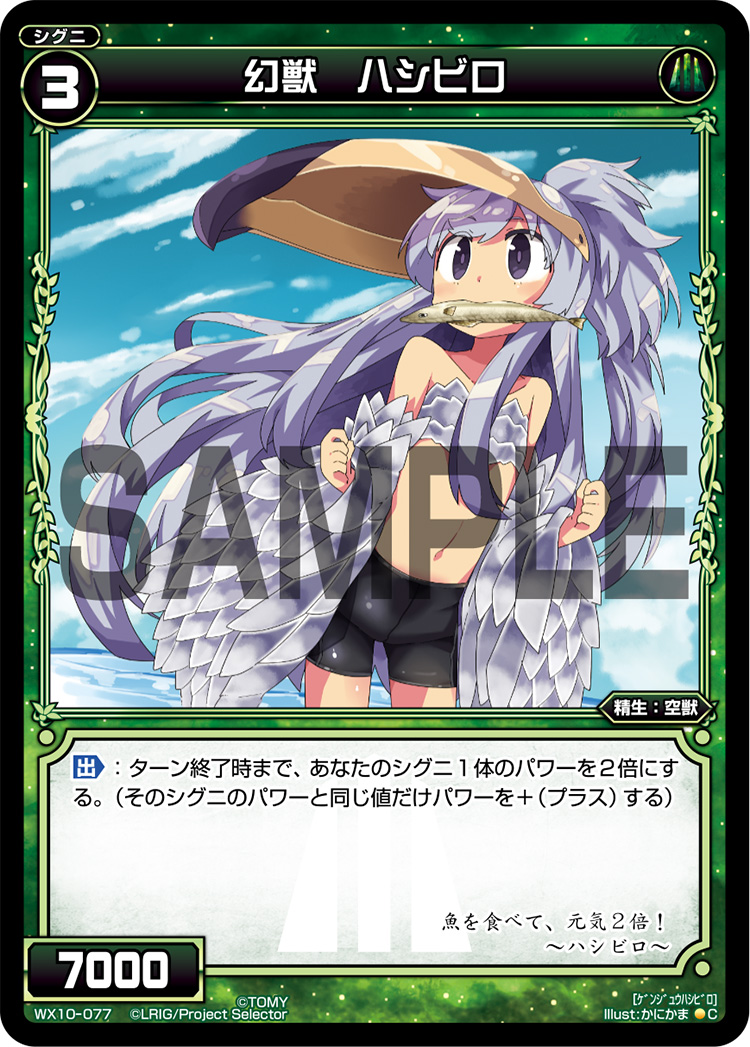 シグニ
3
幻獣 ハシビロ
SAMPLE
精生：空獣
出：ターン終了時まで、あなたのシグニ１体のパワーを２倍にす
る。（そのシグニのパワーと同じ値だけパワーを＋（プラス）する）
魚を食べて、元気２倍！
～ハシビロ～
7000
©TOMY
[ｹﾞﾝｼﾞｭｳﾊｼﾋﾞﾛ]
WX10-077 ©LRIG/Project Selector
Illust:かにかま C